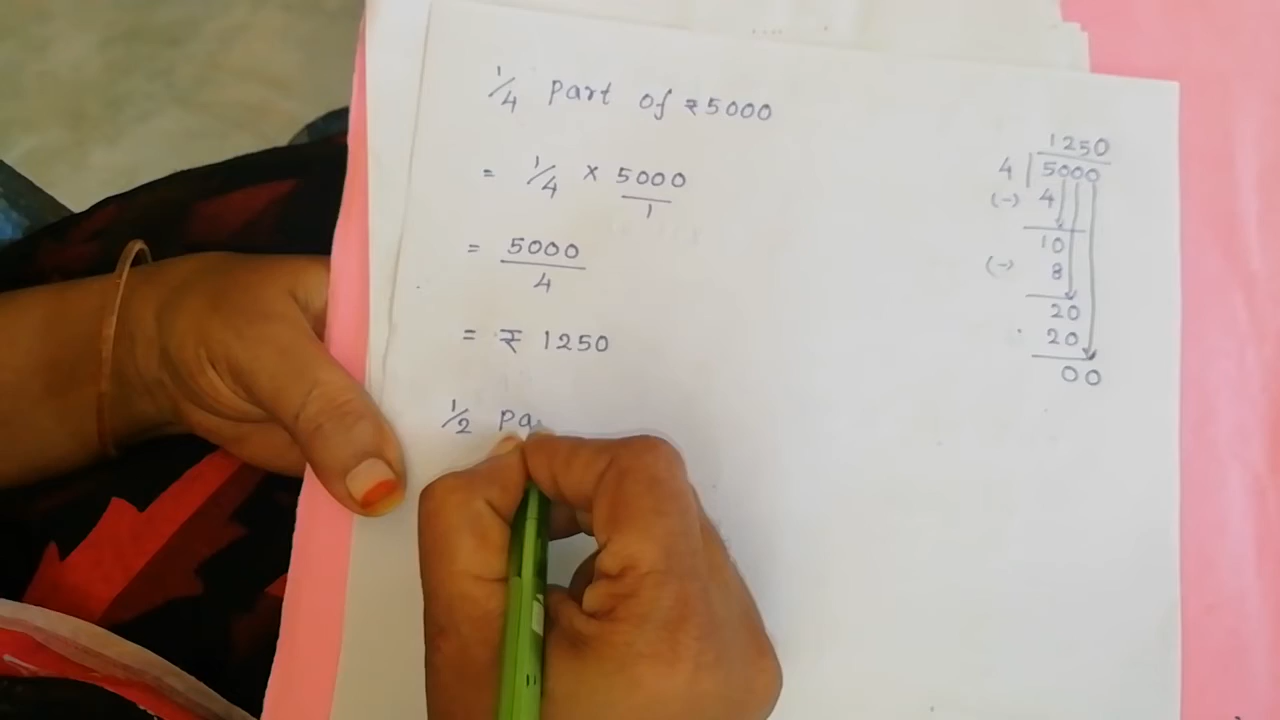 1/4 part of ₹5000
= 1/4 × 5000/1
= 5000/4
= ₹ 1250
1/2 pa
1250
4 5000
(-) 4
10
(-) 8
20
20
00